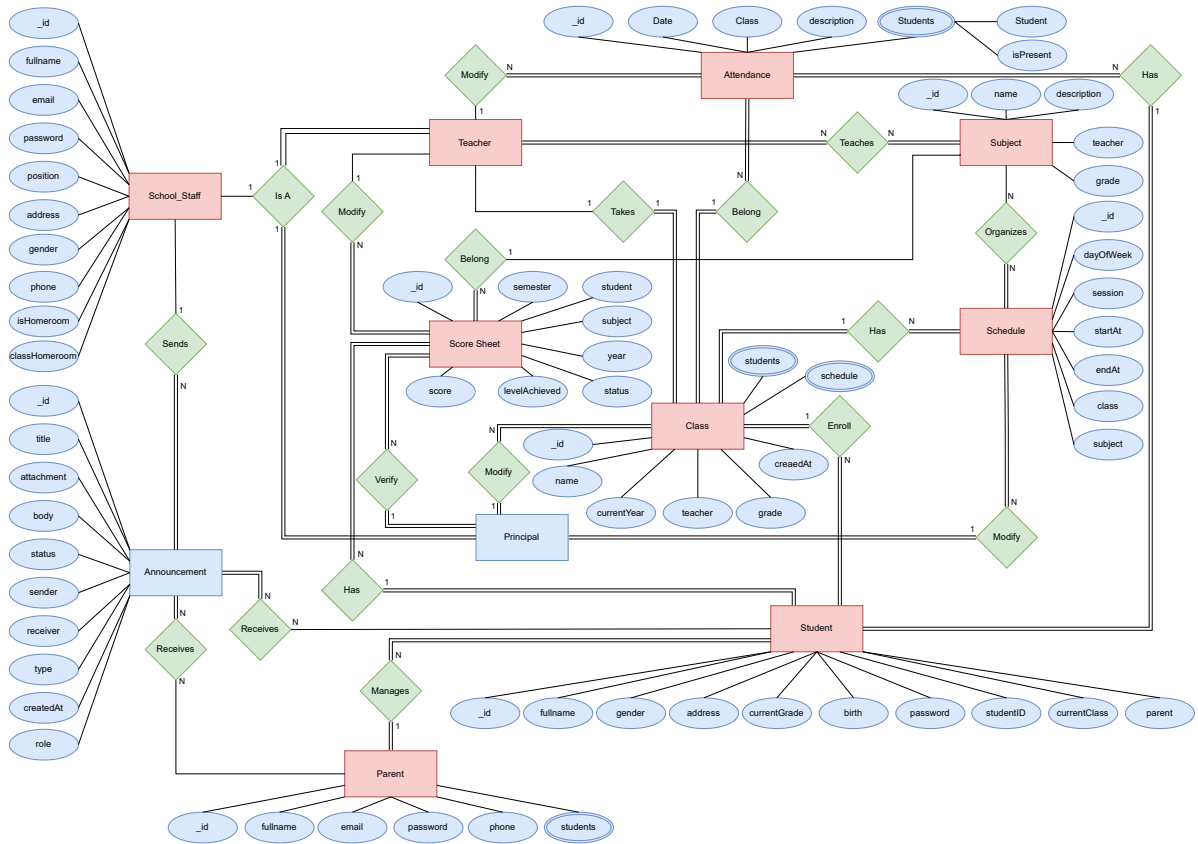 _id
fullname
email
password
position
address
gender
phone
isHomeroom
classHomeroom
School_Staff
1
Is A
1
1
1
Sends
N
_id
title
attachment
body
status
sender
receiver
type
createdAt
role
Announcement
N
Receives
N
N
Receives
N
_id
Date
Class
description
Students
Student
isPresent
Attendance
N
Modify
1
N
Has
1
Teacher
N
Teaches
N
_id
name
description
Subject
teacher
grade
1
Modify
N
1
Takes
1
N
Belong
1
N
Organizes
N
Belong
1
N
_id
semester
student
subject
year
status
levelAchieved
score
Score Sheet
_id
dayOfWeek
session
startAt
endAt
class
subject
Schedule
1
Has
N
students
schedule
Class
1
Enroll
N
_id
name
currentYear
teacher
grade
creaedAt
N
Verify
1
N
Modify
1
Principal
1
Modify
N
N
Has
1
Student
N
Manages
1
_id
fullname
gender
address
currentGrade
birth
password
studentID
currentClass
parent
Parent
_id
fullname
email
password
phone
students